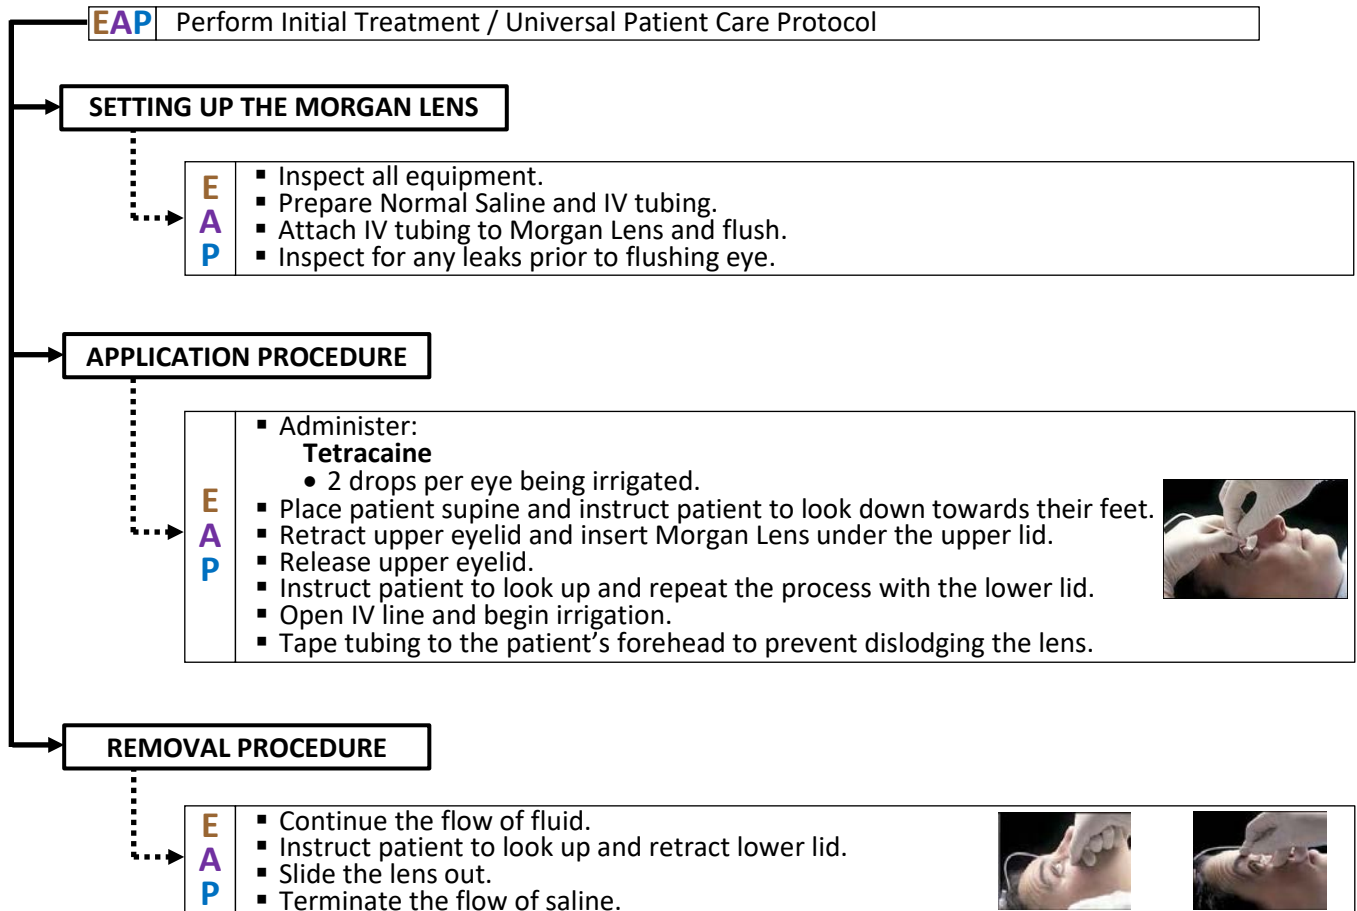 EAP Perform Initial Treatment / Universal Patient Care Protocol
SETTING UP THE MORGAN LENS
E
A
P
▪ Inspect all equipment.
▪ Prepare Normal Saline and IV tubing.
▪ Attach IV tubing to Morgan Lens and flush.
▪ Inspect for any leaks prior to flushing eye.
APPLICATION PROCEDURE
E
A
P
▪ Administer:
Tetracaine
• 2 drops per eye being irrigated.
▪ Place patient supine and instruct patient to look down towards their feet.
▪ Retract upper eyelid and insert Morgan Lens under the upper lid.
▪ Release upper eyelid.
▪ Instruct patient to look up and repeat the process with the lower lid.
▪ Open IV line and begin irrigation.
▪ Tape tubing to the patient’s forehead to prevent dislodging the lens.
REMOVAL PROCEDURE
E
A
P
▪ Continue the flow of fluid.
▪ Instruct patient to look up and retract lower lid.
▪ Slide the lens out.
▪ Terminate the flow of saline.